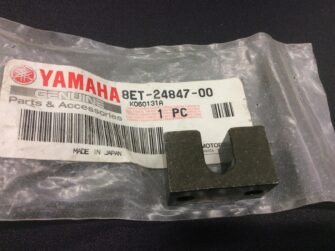 YAMAHA
GENUINE
Parts & Accessories
8ET-24847-00
K060131A
1 PC
MADE IN JAPAN